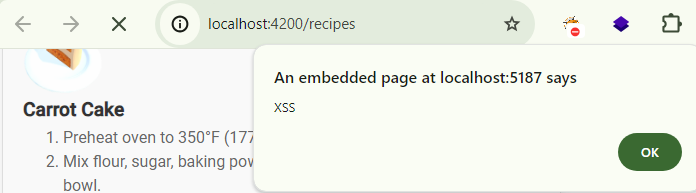 localhost:4200/recipes
An embedded page at localhost:5187 says
XSS
OK
Carrot Cake
1. Preheat oven to 350°F (177
2. Mix flour, sugar, baking pow
bowl.